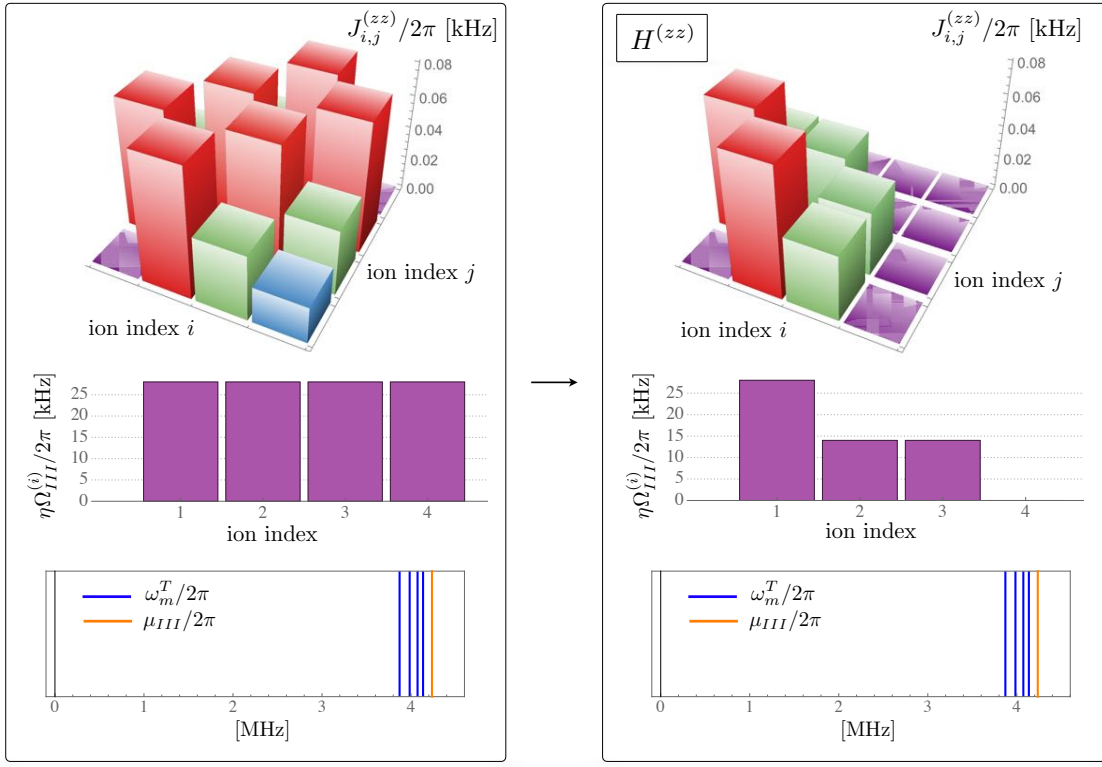 J_{i,j}^{(zz)}/2π [kHz]
0.08
0.06
0.04
0.02
0.00
ion index j
ion index i
ηΩ_{III}^{(i)}/2π [kHz]
25
20
15
10
5
0
1 2 3 4
ion index
ω_m^T/2π
μ_{III}/2π
0 1 2 3 4
[MHz]
H^{(zz)}
J_{i,j}^{(zz)}/2π [kHz]
0.08
0.06
0.04
0.02
0.00
ion index j
ion index i
ηΩ_{III}^{(i)}/2π [kHz]
25
20
15
10
5
0
1 2 3 4
ion index
ω_m^T/2π
μ_{III}/2π
0 1 2 3 4
[MHz]